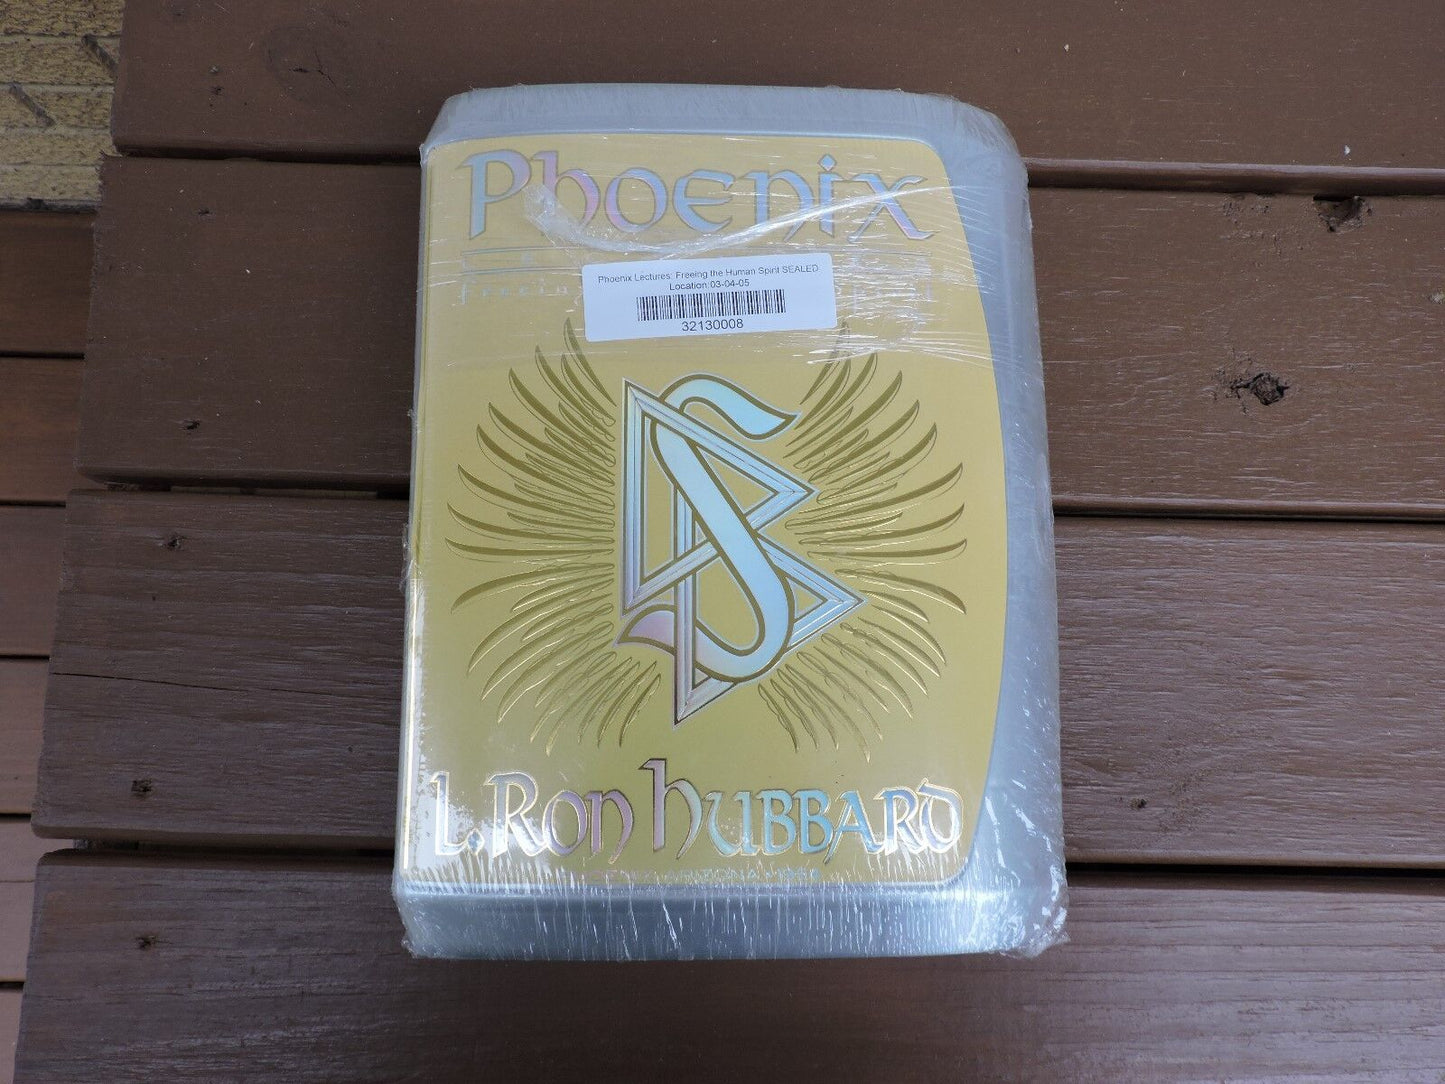 Phoenix
Phoenix Lectures: Freeing the Human Spirit SEALED
Location:03-04-05
32130008
L. Ron Hubbard